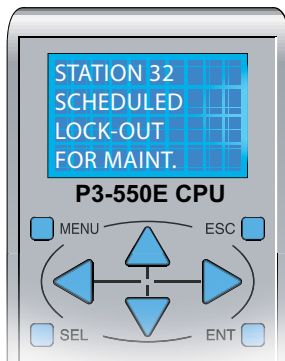 STATION 32
SCHEDULED
LOCK-OUT
FOR MAINT.
P3-550E CPU
MENU ESC
SEL ENT